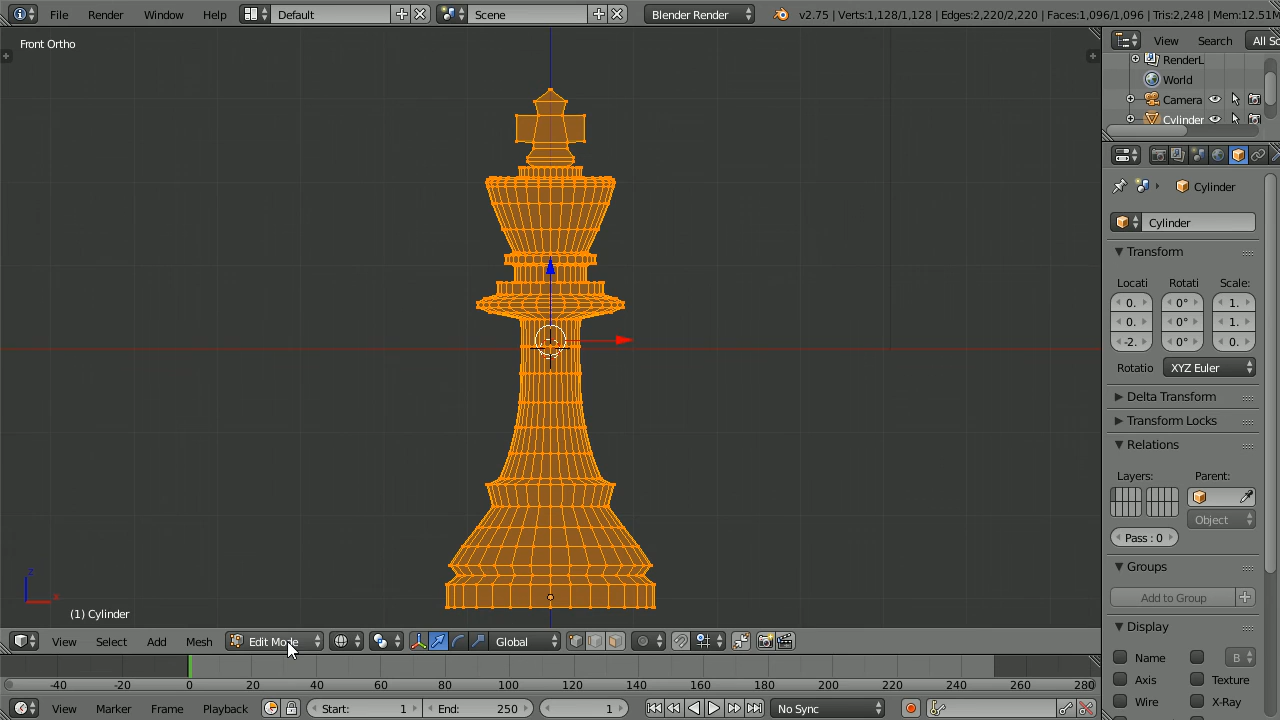 File Render Window Help Default Scene Blender Render v2.75 | Verts:1,128/1,128 | Edges:2,220/2,220 | Faces:1,096/1,096 | Tris:2,248 | Mem:12.51M
Front Ortho
View Search All Sc
RenderL
World
Camera
Cylinder
Cylinder
Cylinder
Transform
Locati Rotati Scale:
0. 0° 1.
0. 0° 1.
-2. 0° 0.
Rotatio XYZ Euler
Delta Transform
Transform Locks
Relations
Layers: Parent:
Object
Pass : 0
Groups
Add to Group
Display
Name B
Axis Texture
Wire X-Ray
z
x
(1) Cylinder
View Select Add Mesh Edit Mode Global
-40 -20 0 20 40 60 80 100 120 140 160 180 200 220 240 260 280
View Marker Frame Playback Start: 1 End: 250 1 No Sync